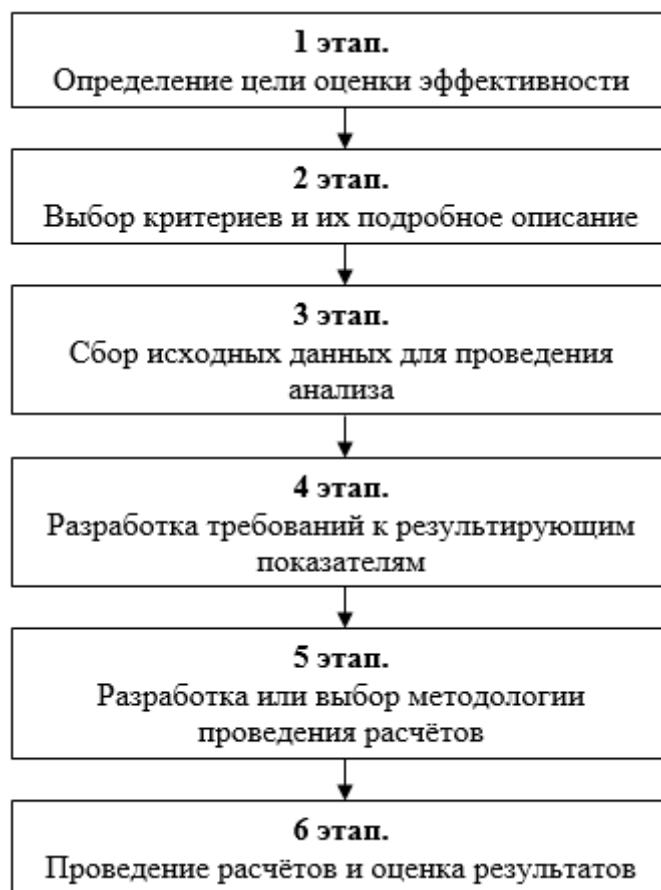 1 этап.
Определение цели оценки эффективности
2 этап.
Выбор критериев и их подробное описание
3 этап.
Сбор исходных данных для проведения
анализа
4 этап.
Разработка требований к результирующим
показателям
5 этап.
Разработка или выбор методологии
проведения расчётов
6 этап.
Проведение расчётов и оценка результатов